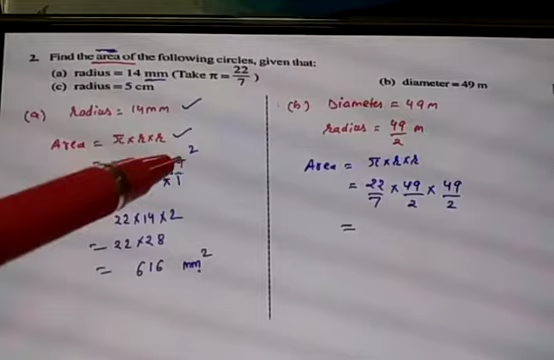 2. Find the area of the following circles, given that:
(a) radius = 14 mm (Take π = 22/7)
(b) diameter = 49 m
(c) radius = 5 cm
(a) Radius = 14mm ✓
Area = π×r×r ✓
2
×1
22×14×2
= 22×28
= 616 mm²
(b) Diameter = 49m
radius = 49/2 m
Area = π×r×r
= 22/7 × 49/2 × 49/2
=